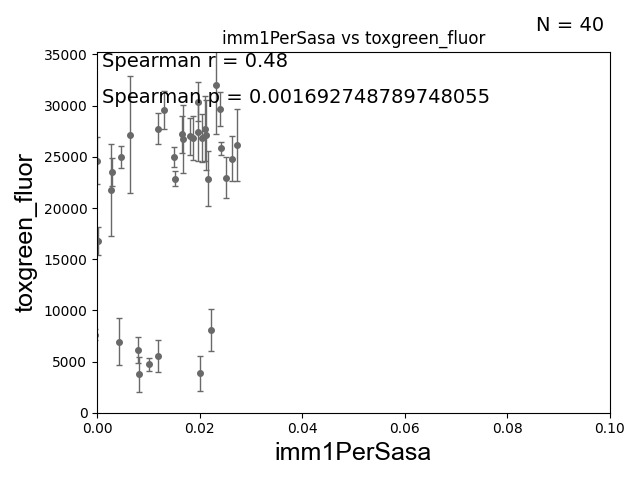 N = 40
imm1PerSasa vs toxgreen_fluor
Spearman r = 0.48
Spearman p = 0.001692748789748055
toxgreen_fluor
35000
30000
25000
20000
15000
10000
5000
0
0.00 0.02 0.04 0.06 0.08 0.10
imm1PerSasa